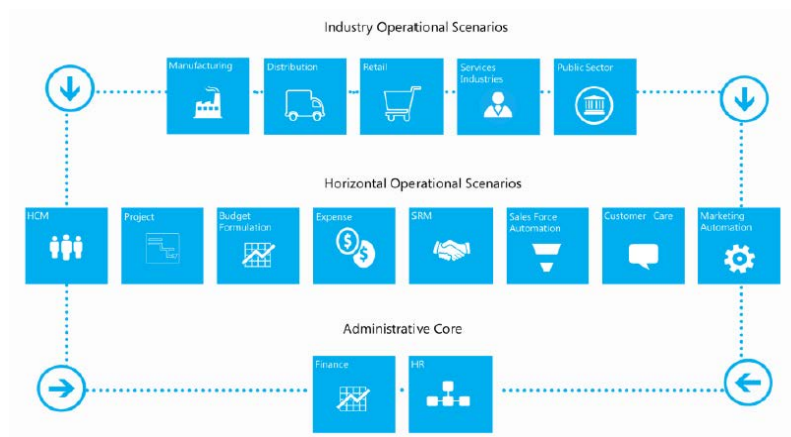 Industry Operational Scenarios
Manufacturing
Distribution
Retail
Services
Industries
Public Sector
Horizontal Operational Scenarios
HCM
Project
Budget
Formulation
Expense
SRM
Sales Force
Automation
Customer Care
Marketing
Automation
Administrative Core
Finance
HR